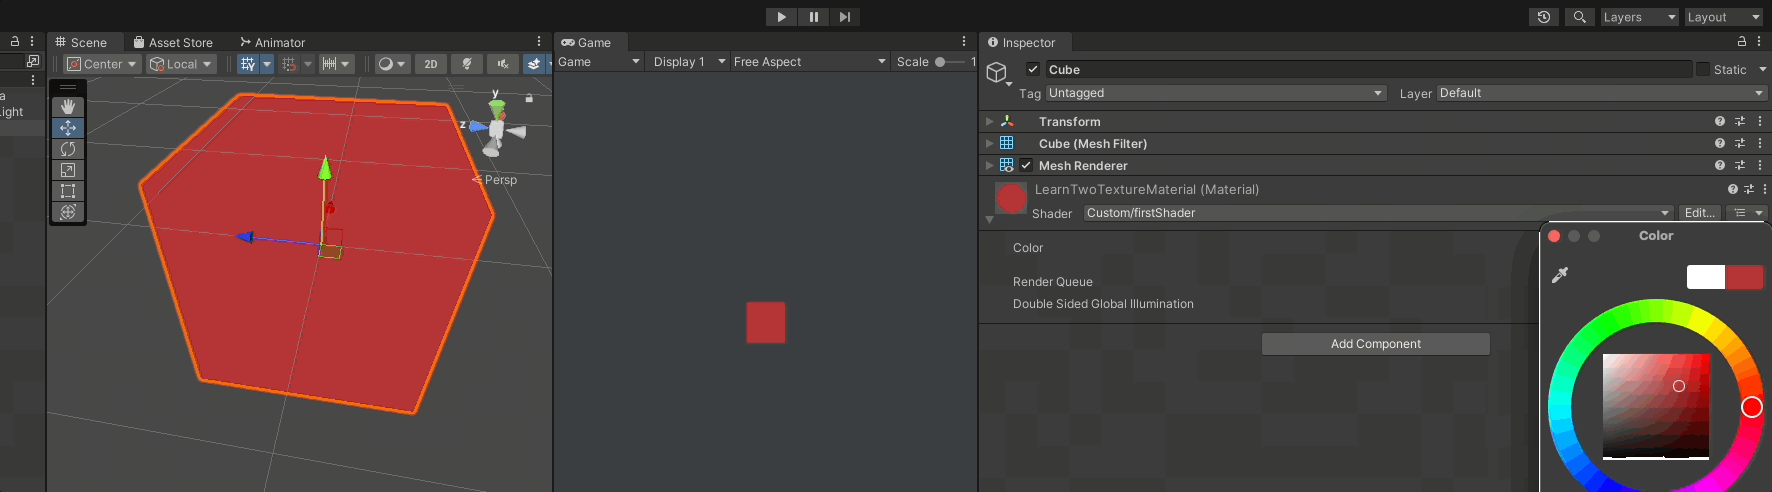 Layers Layout
Scene Asset Store Animator Game Inspector
Center Local 2D Game Display 1 Free Aspect Scale 1
Cube Static
Tag Untagged Layer Default
a
ight
Transform
Cube (Mesh Filter)
Mesh Renderer
y
z
Persp
LearnTwoTextureMaterial (Material)
Shader Custom/firstShader Edit...
Color
Color
Render Queue
Double Sided Global Illumination
Add Component